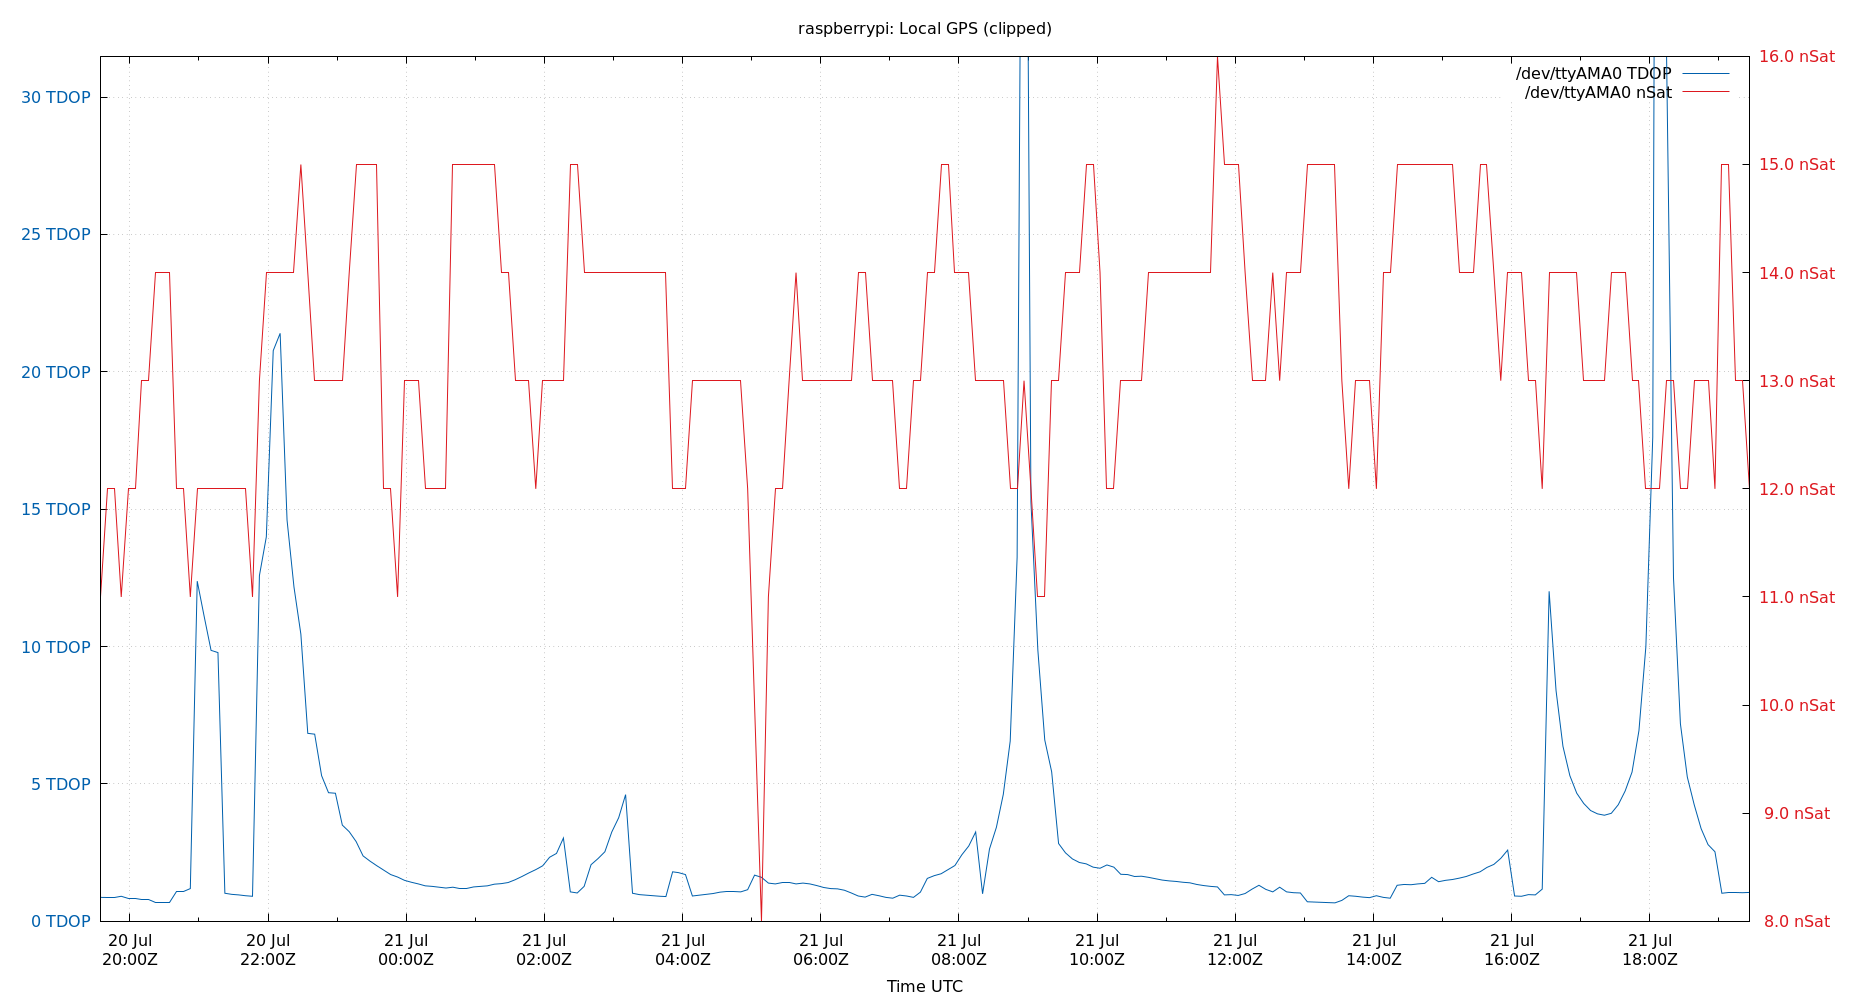 raspberrypi: Local GPS (clipped)
/dev/ttyAMA0 TDOP
/dev/ttyAMA0 nSat
30 TDOP
25 TDOP
20 TDOP
15 TDOP
10 TDOP
5 TDOP
0 TDOP
16.0 nSat
15.0 nSat
14.0 nSat
13.0 nSat
12.0 nSat
11.0 nSat
10.0 nSat
9.0 nSat
8.0 nSat
20 Jul
20:00Z
20 Jul
22:00Z
21 Jul
00:00Z
21 Jul
02:00Z
21 Jul
04:00Z
21 Jul
06:00Z
21 Jul
08:00Z
21 Jul
10:00Z
21 Jul
12:00Z
21 Jul
14:00Z
21 Jul
16:00Z
21 Jul
18:00Z
Time UTC